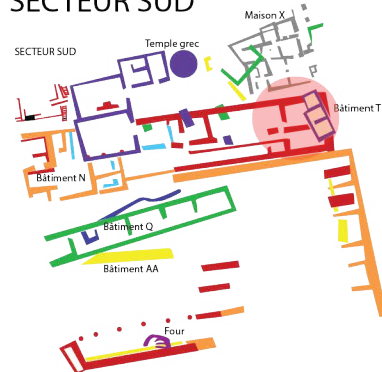 SECTEUR SUD
Maison X
Temple grec
SECTEUR SUD
Bâtiment T
Bâtiment N
Bâtiment Q
Bâtiment AA
Four